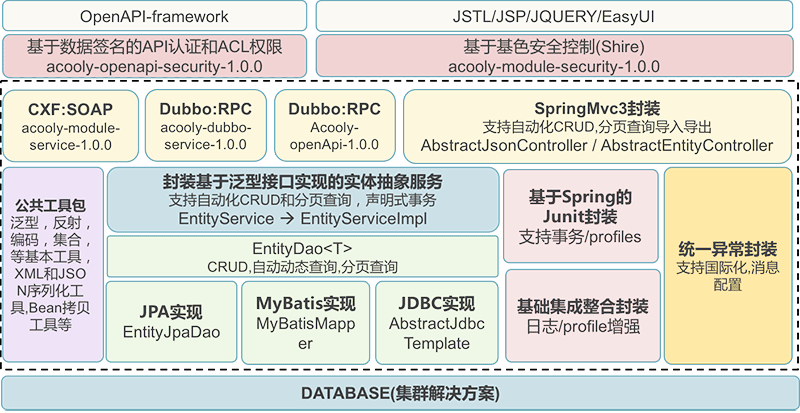 OpenAPI-framework
JSTL/JSP/JQUERY/EasyUI
基于数据签名的API认证和ACL权限
acooly-openapi-security-1.0.0
基于基色安全控制(Shire)
acooly-module-security-1.0.0
CXF:SOAP
acooly-module-
service-1.0.0
Dubbo:RPC
acooly-dubbo-
service-1.0.0
Dubbo:RPC
Acooly-
openApi-1.0.0
SpringMvc3封装
支持自动化CRUD,分页查询导入导出
AbstractJsonController / AbstractEntityController
公共工具包
泛型，反射，
编码，集合，
等基本工具，
XML和JSO
N序列化工
具,Bean拷贝
工具等
封装基于泛型接口实现的实体抽象服务
支持自动化CRUD和分页查询，声明式事务
EntityService → EntityServiceImpl
EntityDao<T>
CRUD,自动动态查询,分页查询
JPA实现
EntityJpaDao
MyBatis实现
MyBatisMapp
er
JDBC实现
AbstractJdbc
Template
基于Spring的
Junit封装
支持事务/profiles
基础集成整合封装
日志/profile增强
统一异常封装
支持国际化,消息
配置
DATABASE(集群解决方案)